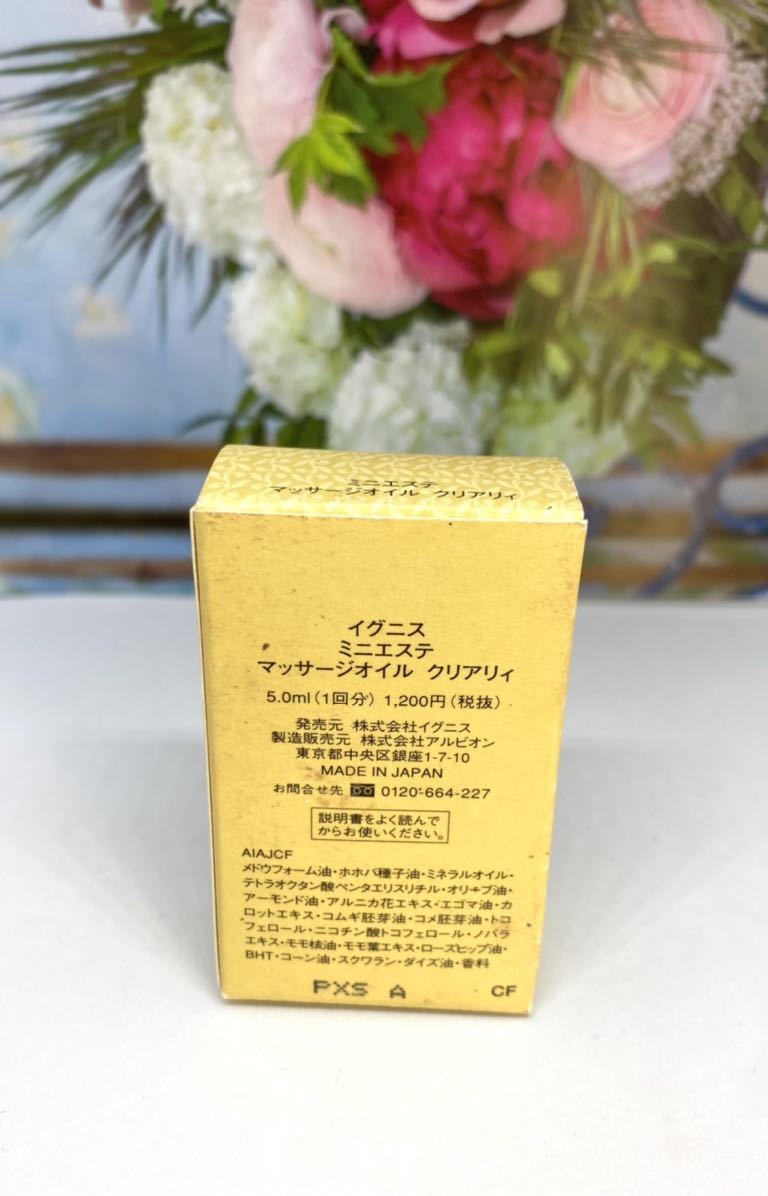 ミニエステ
マッサージオイル クリアリィ
イグニス
ミニエステ
マッサージオイル クリアリィ
5.0ml(1回分) 1,200円(税抜)
発売元 株式会社イグニス
製造販売元 株式会社アルビオン
東京都中央区銀座1-7-10
MADE IN JAPAN
お問合せ先 0120-664-227
説明書をよく読んで
からお使いください。
AIAJCF
メドウフォーム油・ホホバ種子油・ミネラルオイル・
テトラオクタン酸ペンタエリスリチル・オリーブ油・
アーモンド油・アルニカ花エキス・エゴマ油・カ
ロットエキス・コムギ胚芽油・コメ胚芽油・トコ
フェロール・ニコチン酸トコフェロール・ノバラ
エキス・モモ核油・モモ葉エキス・ローズヒップ油・
BHT・コーン油・スクワラン・ダイズ油・香料
PXS A CF